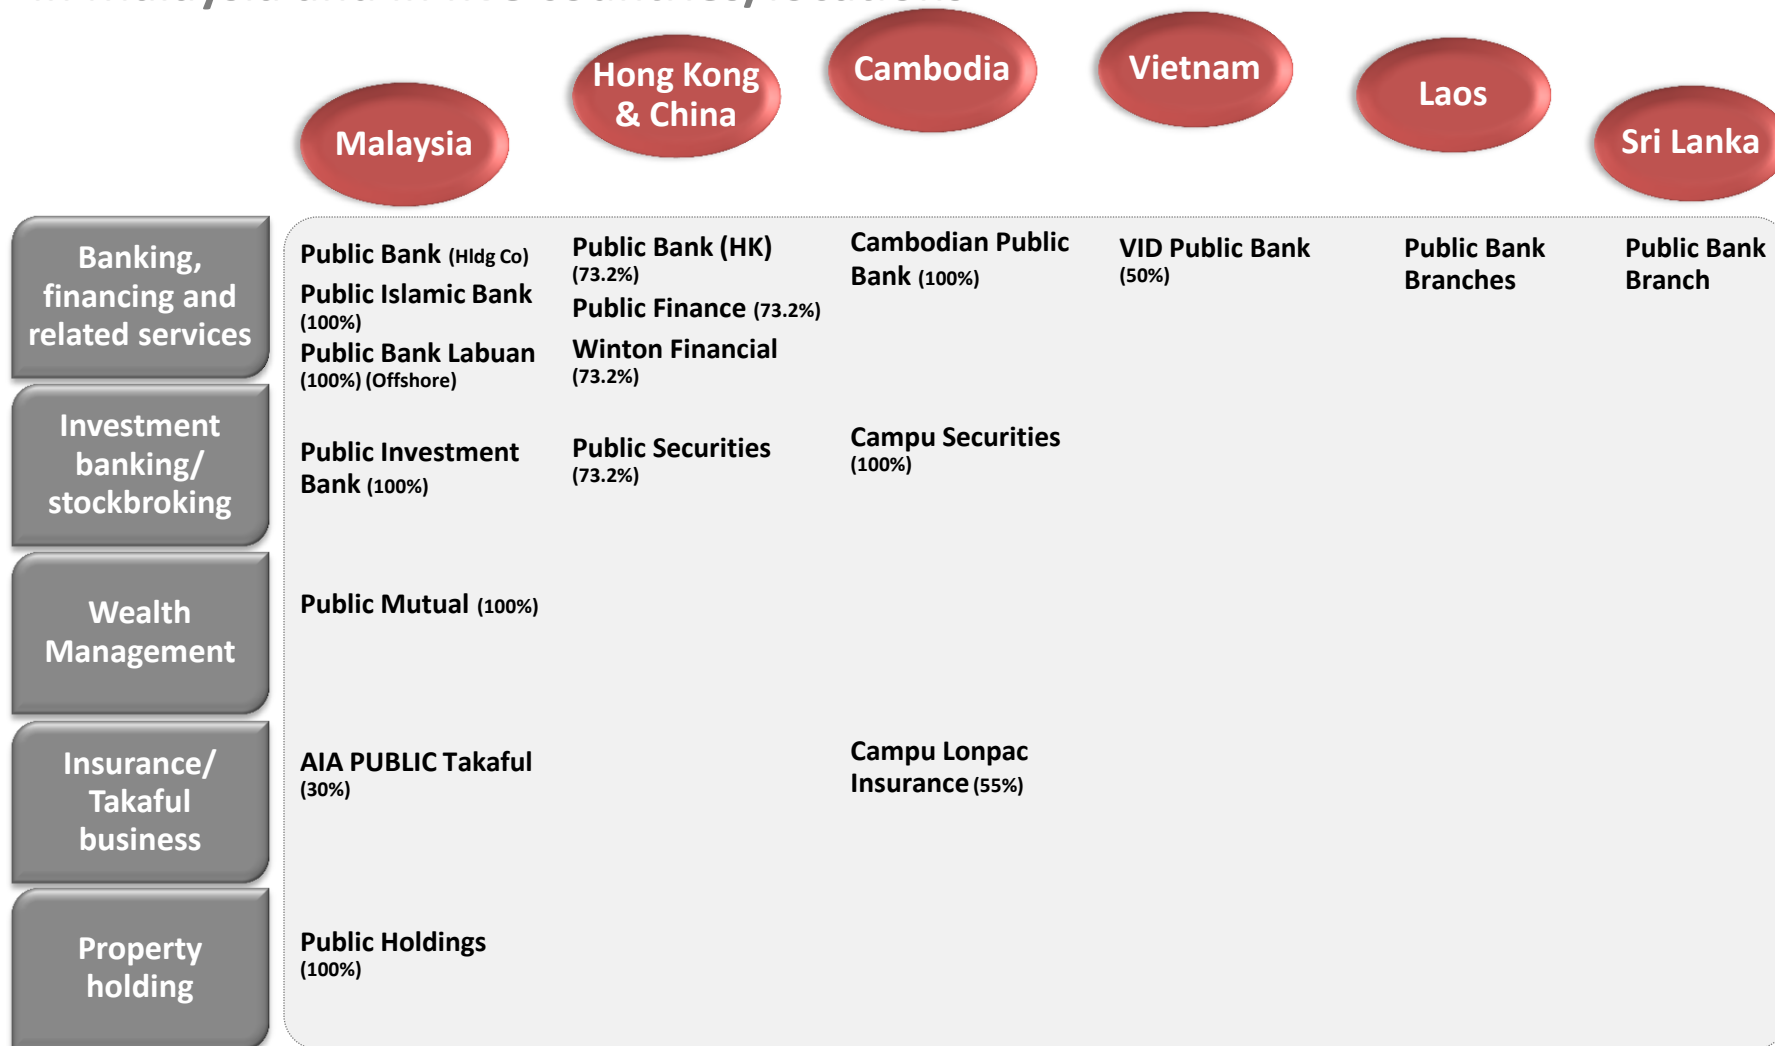 Malaysia
Hong Kong
& China
Cambodia
Vietnam
Laos
Sri Lanka
Banking,
financing and
related services
Public Bank (Hldg Co)
Public Islamic Bank
(100%)
Public Bank Labuan
(100%) (Offshore)
Public Bank (HK)
(73.2%)
Public Finance (73.2%)
Winton Financial
(73.2%)
Cambodian Public
Bank (100%)
VID Public Bank
(50%)
Public Bank
Branches
Public Bank
Branch
Investment
banking/
stockbroking
Public Investment
Bank (100%)
Public Securities
(73.2%)
Campu Securities
(100%)
Wealth
Management
Public Mutual (100%)
Insurance/
Takaful
business
AIA PUBLIC Takaful
(30%)
Campu Lonpac
Insurance (55%)
Property
holding
Public Holdings
(100%)